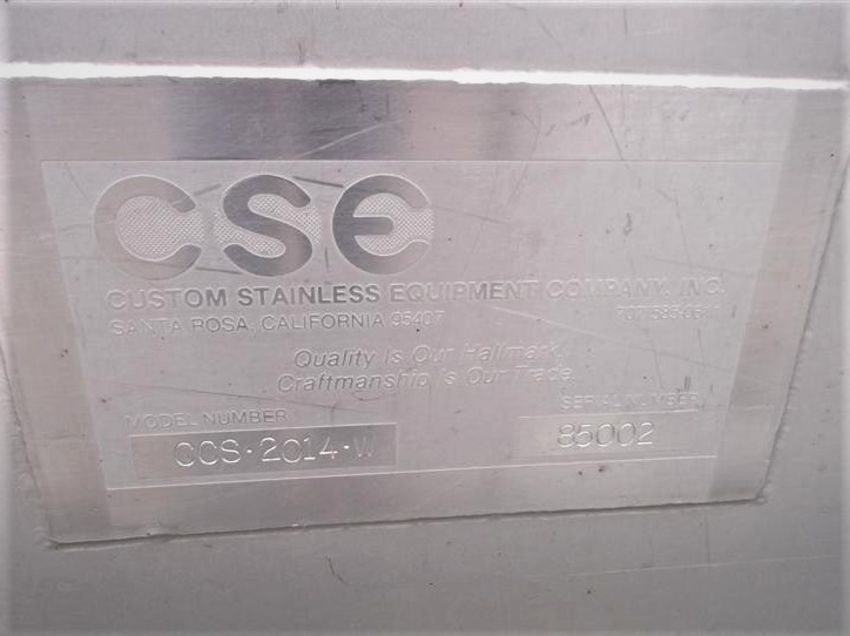 CSE
CUSTOM STAINLESS EQUIPMENT COMPANY, INC.
SANTA ROSA, CALIFORNIA 95407
Quality Is Our Hallmark,
Craftmanship Is Our Trade.
MODEL NUMBER
SERIAL NUMBER
CCS·2014·W
85002